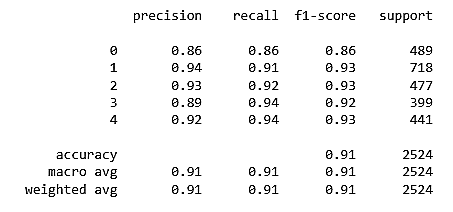 precision recall f1-score support
0 0.86 0.86 0.86 489
1 0.94 0.91 0.93 718
2 0.93 0.92 0.93 477
3 0.89 0.94 0.92 399
4 0.92 0.94 0.93 441
accuracy 0.91 2524
macro avg 0.91 0.91 0.91 2524
weighted avg 0.91 0.91 0.91 2524